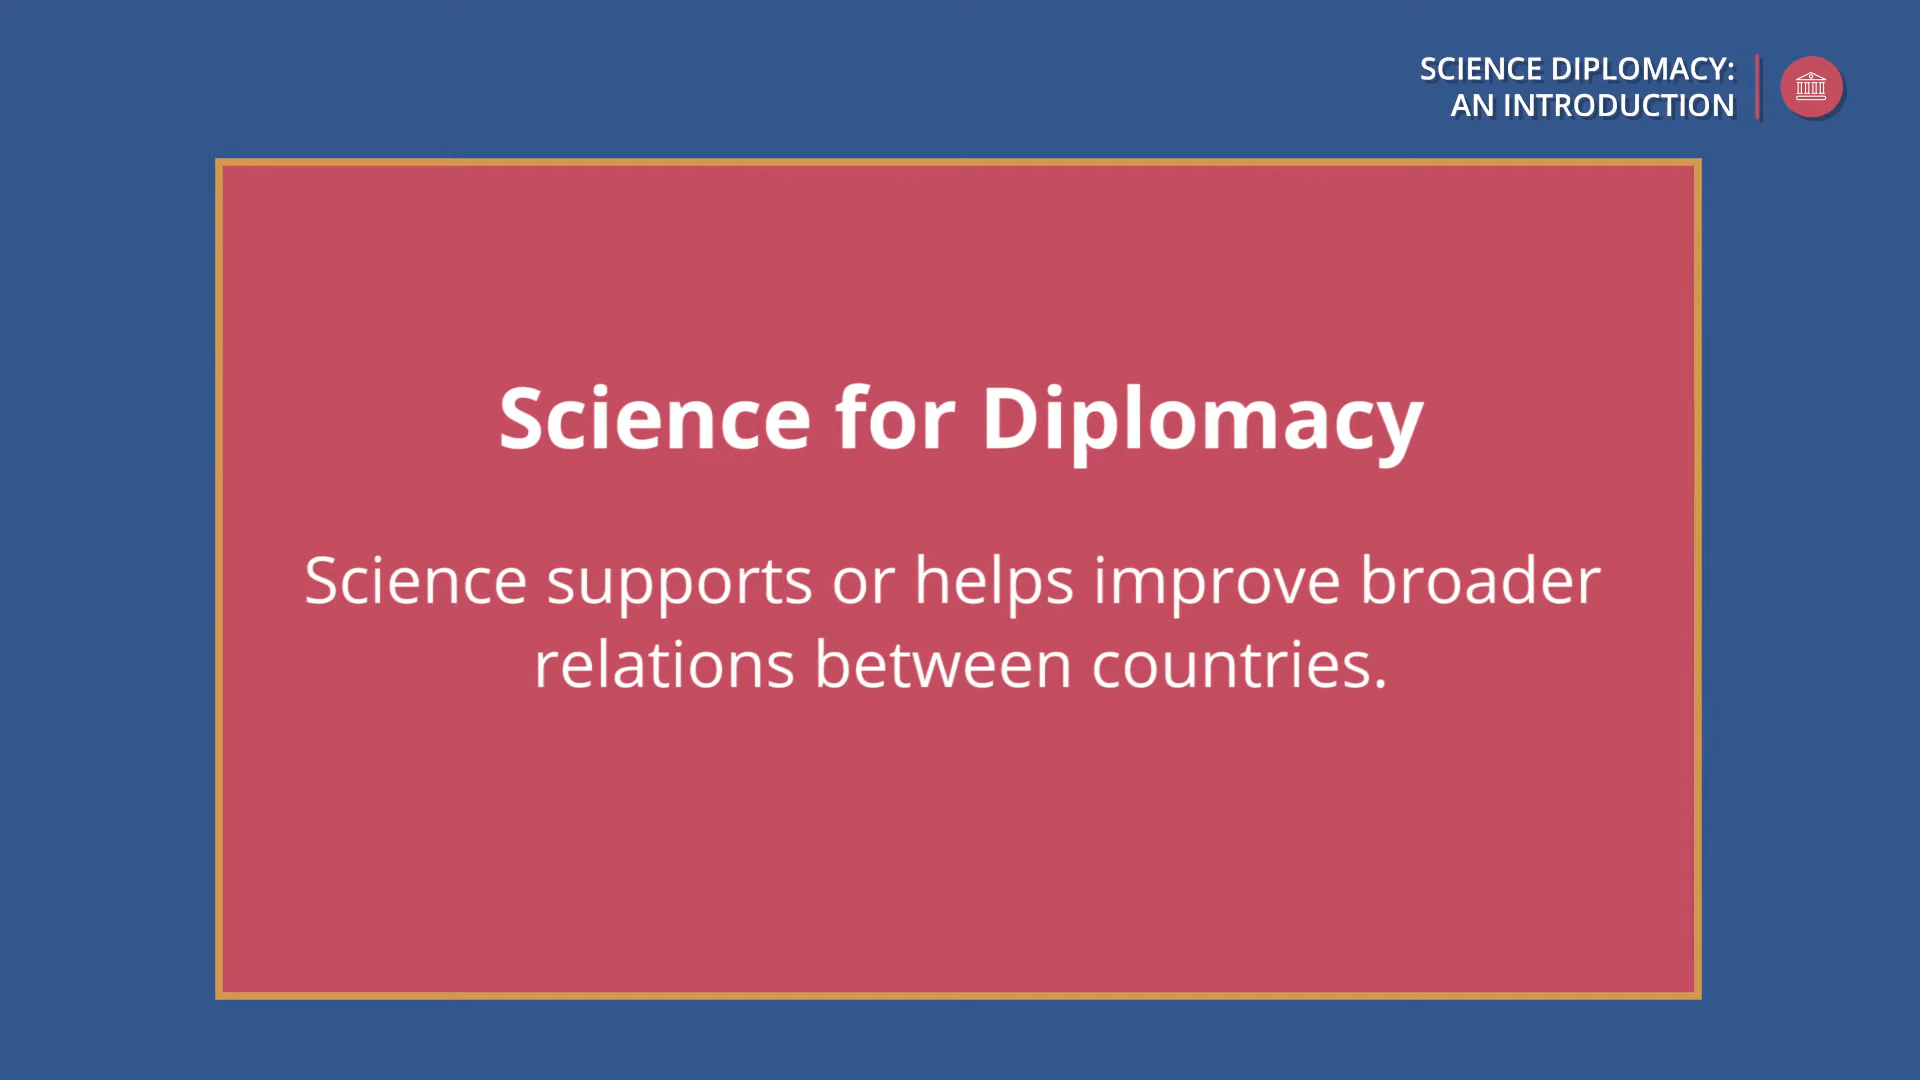 SCIENCE DIPLOMACY:
AN INTRODUCTION
Science for Diplomacy
Science supports or helps improve broader
relations between countries.